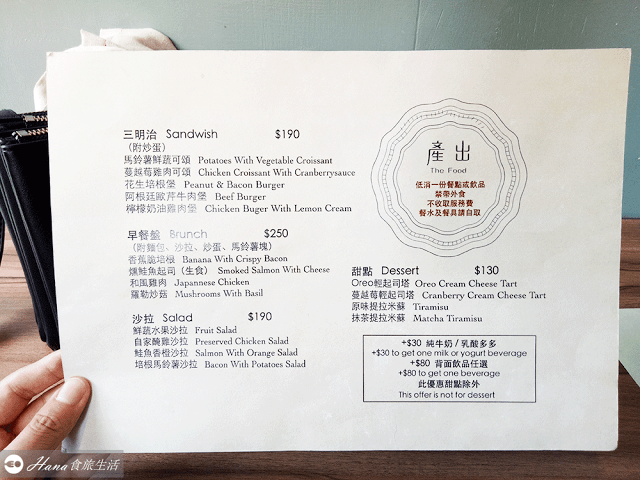 三明治 Sandwish $190
(附炒蛋)
馬鈴薯鮮蔬可頌 Potatoes With Vegetable Croissant
蔓越莓雞肉可頌 Chicken Croissant With Cranberrysauce
花生培根堡 Peanut & Bacon Burger
阿根廷歐芹牛肉堡 Beef Burger
檸檬奶油雞肉堡 Chicken Buger With Lemon Cream
早餐盤 Brunch $250
(附麵包、沙拉、炒蛋、馬鈴薯塊)
香蕉脆培根 Banana With Crispy Bacon
燻鮭魚起司(生食) Smoked Salmon With Cheese
和風雞肉 Japanese Chicken
羅勒炒菇 Mushrooms With Basil
沙拉 Salad $190
鮮蔬水果沙拉 Fruit Salad
自家醃雞沙拉 Preserved Chicken Salad
鮭魚香橙沙拉 Salmon With Orange Salad
培根馬鈴薯沙拉 Bacon With Potatoes Salad
產出
The Food
低消一份餐點或飲品
禁帶外食
不收取服務費
餐水及餐具請自取
甜點 Dessert $130
Oreo輕起司塔 Oreo Cream Cheese Tart
蔓越莓輕起司塔 Cranberry Cream Cheese Tart
原味提拉米蘇 Tiramisu
抹茶提拉米蘇 Matcha Tiramisu
+$30 純牛奶 / 乳酸多多
+$30 to get one milk or yogurt beverage
+$80 背面飲品任選
+$80 to get one beverage
此優惠甜點除外
This offer is not for dessert
Hana 食旅生活